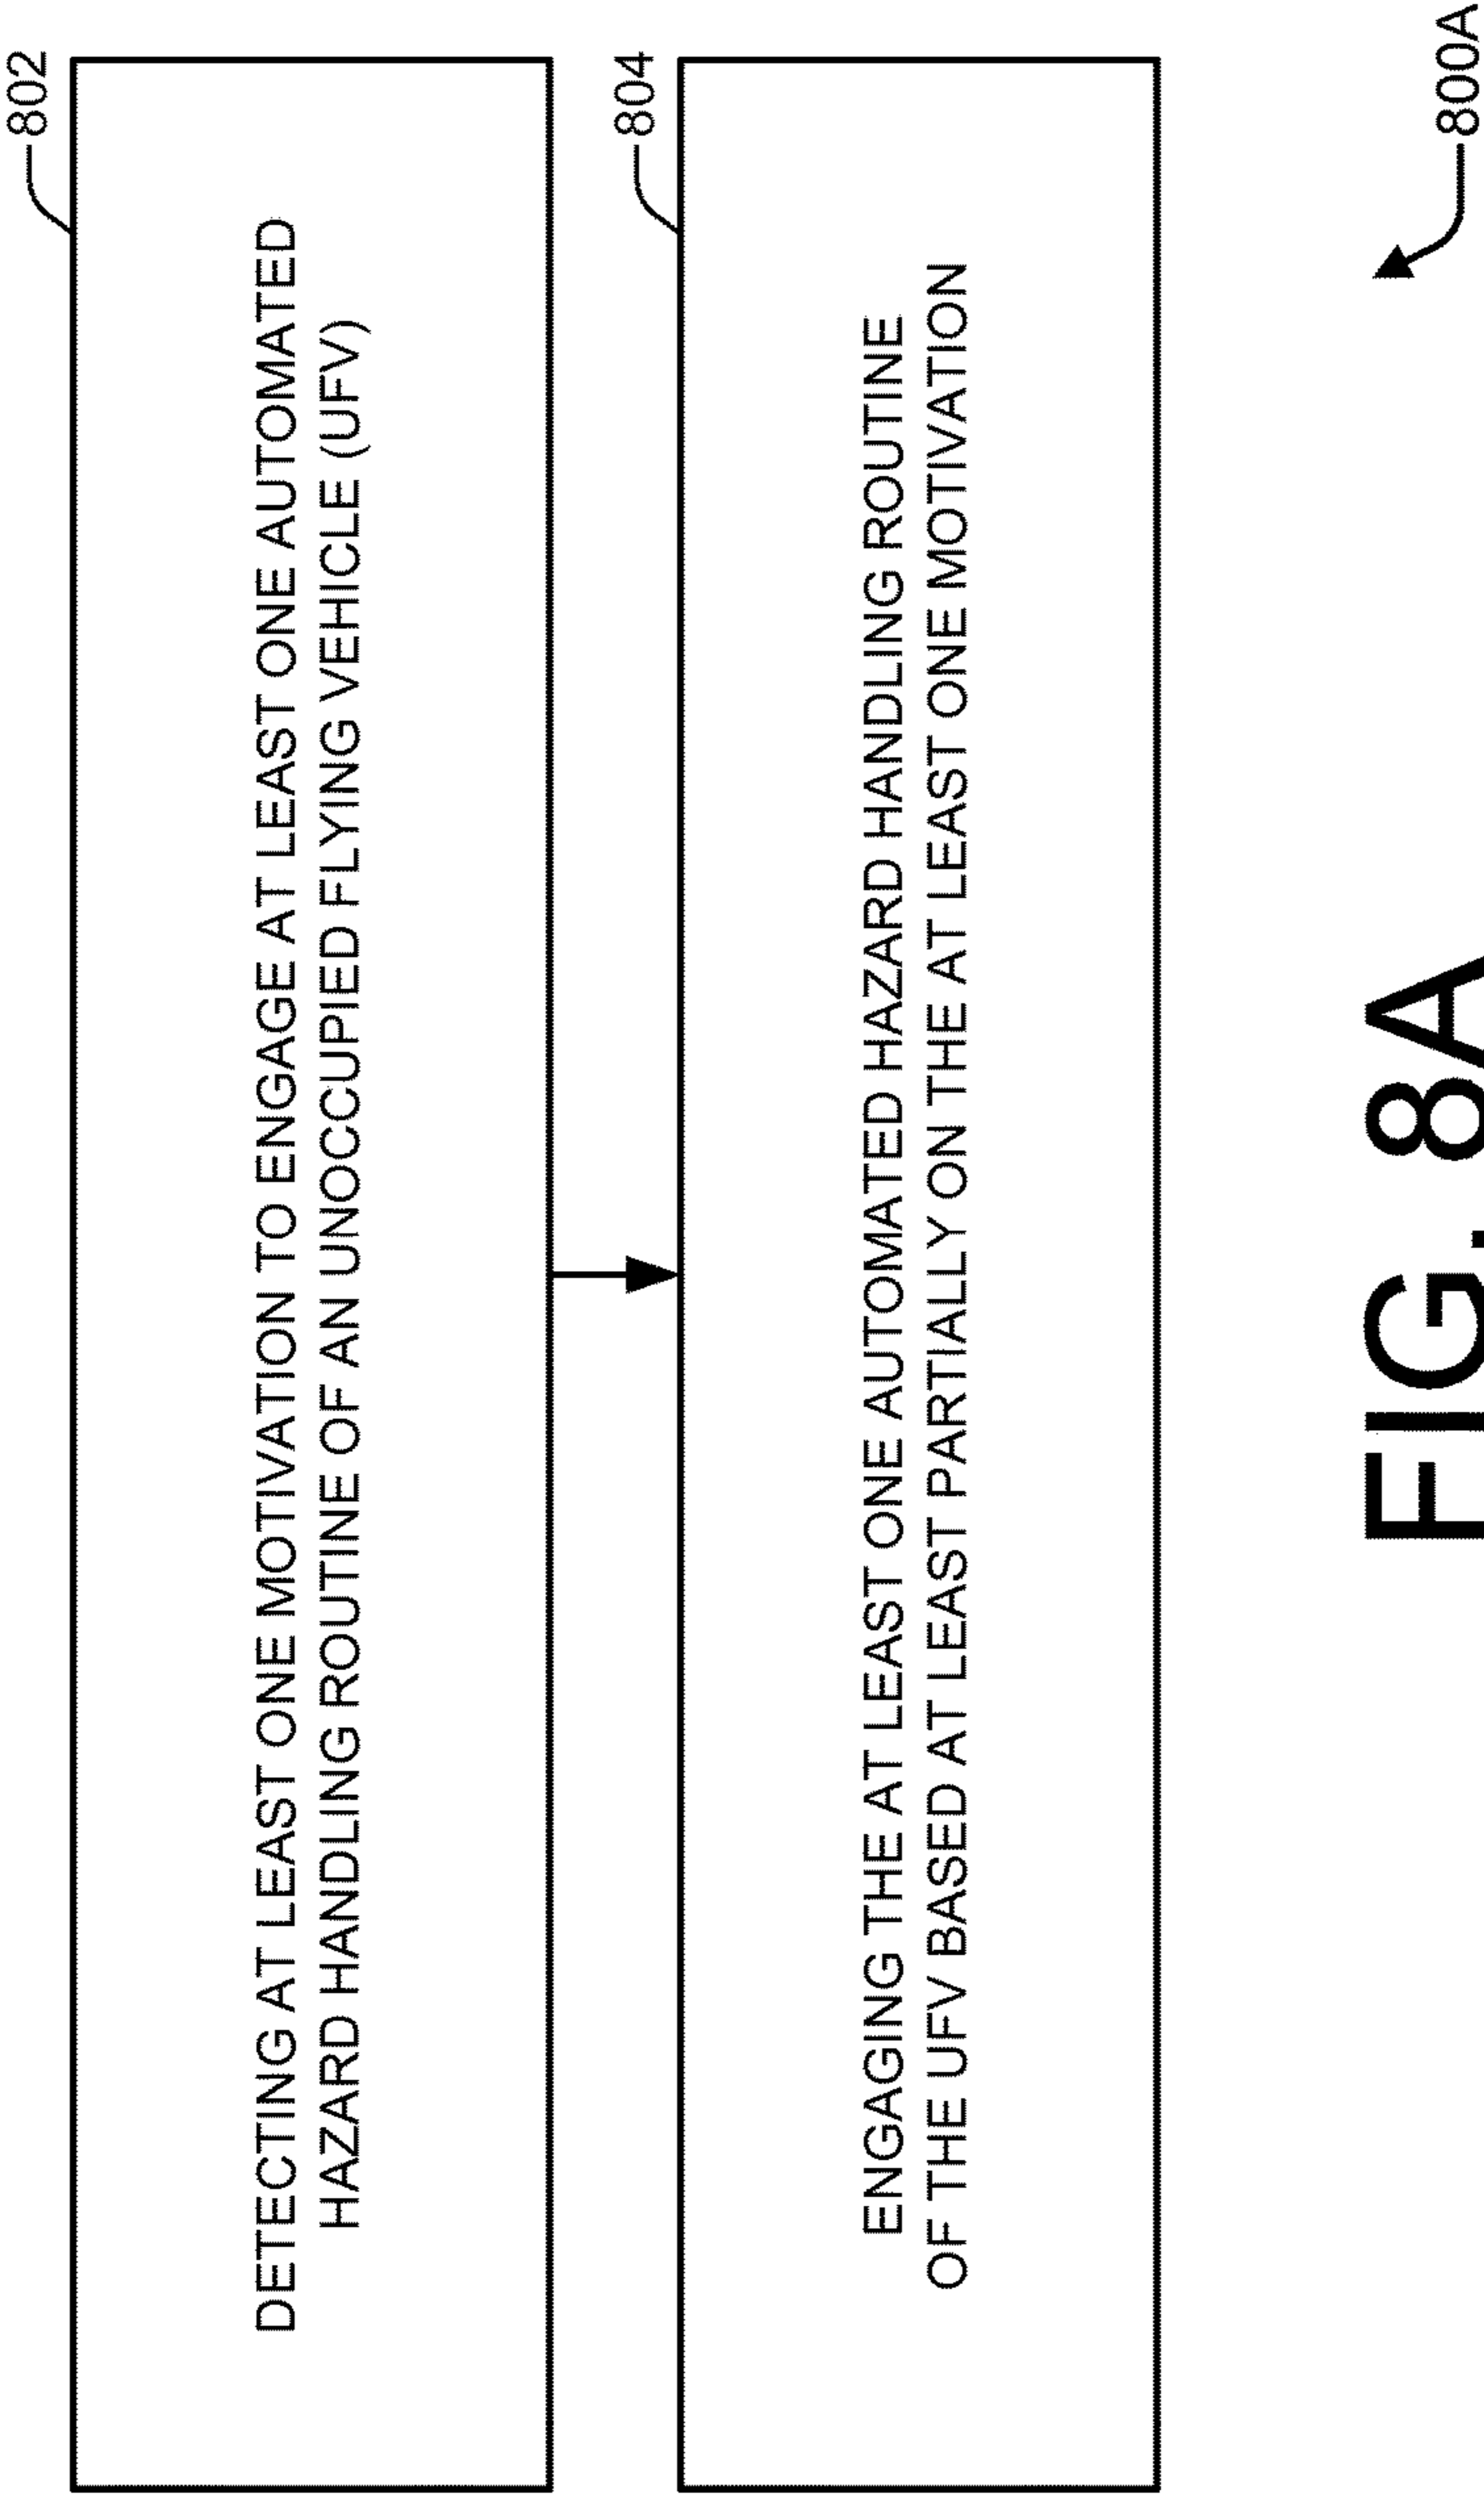 802
DETECTING AT LEAST ONE MOTIVATION TO ENGAGE AT LEAST ONE AUTOMATED
HAZARD HANDLING ROUTINE OF AN UNOCCUPIED FLYING VEHICLE (UFV)
804
ENGAGING THE AT LEAST ONE AUTOMATED HAZARD HANDLING ROUTINE
OF THE UFV BASED AT LEAST PARTIALLY ON THE AT LEAST ONE MOTIVATION
800A
FIG. 8A